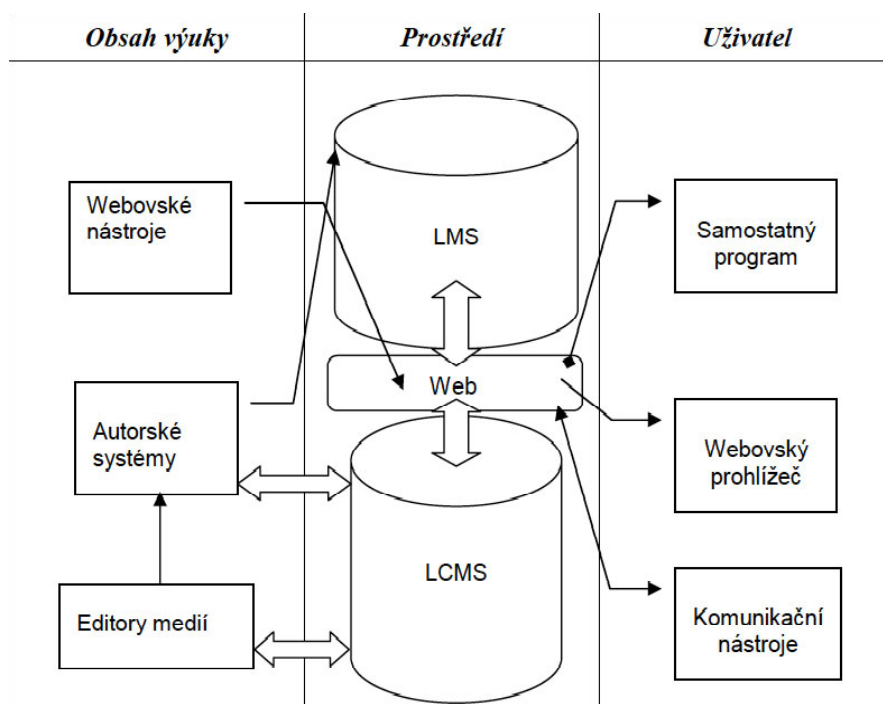 Obsah výuky
Prostředí
Uživatel
Webovské
nástroje
LMS
Samostatný
program
Web
Autorské
systémy
Webovský
prohlížeč
LCMS
Editory medií
Komunikační
nástroje